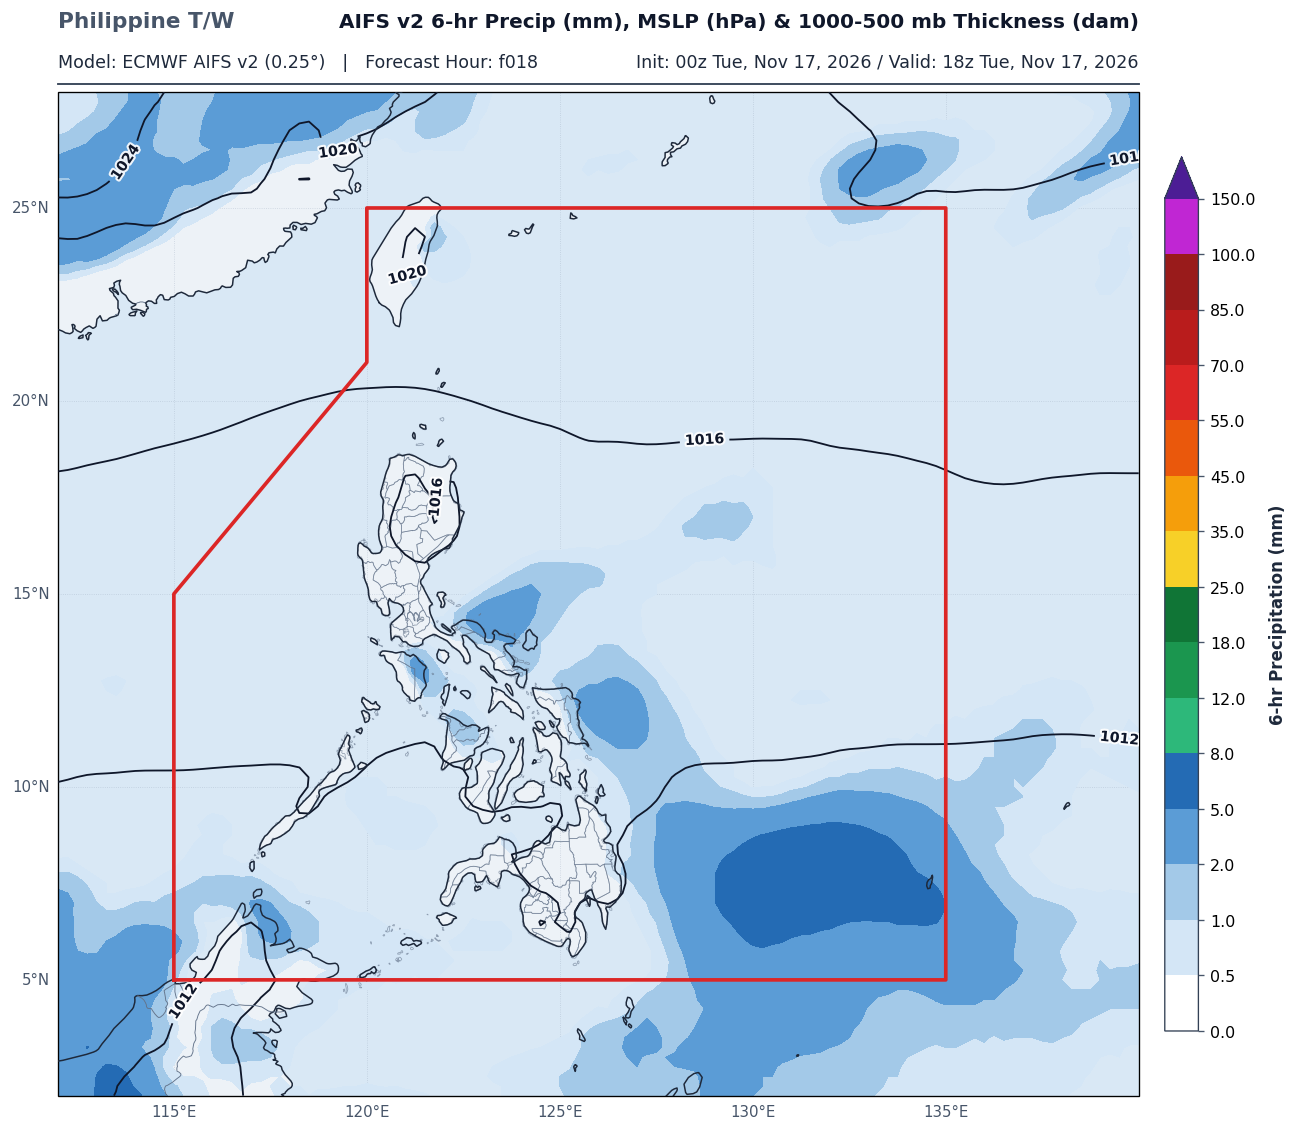 Philippine T/W
AIFS v2 6-hr Precip (mm), MSLP (hPa) & 1000-500 mb Thickness (dam)
Model: ECMWF AIFS v2 (0.25°) | Forecast Hour: f018
Init: 00z Tue, Nov 17, 2026 / Valid: 18z Tue, Nov 17, 2026
1024
1020
101
25°N
1020
20°N
1016
1016
15°N
1012
10°N
5°N
1012
115°E
120°E
125°E
130°E
135°E
150.0
100.0
85.0
70.0
55.0
45.0
35.0
25.0
18.0
12.0
8.0
5.0
2.0
1.0
0.5
0.0
6-hr Precipitation (mm)